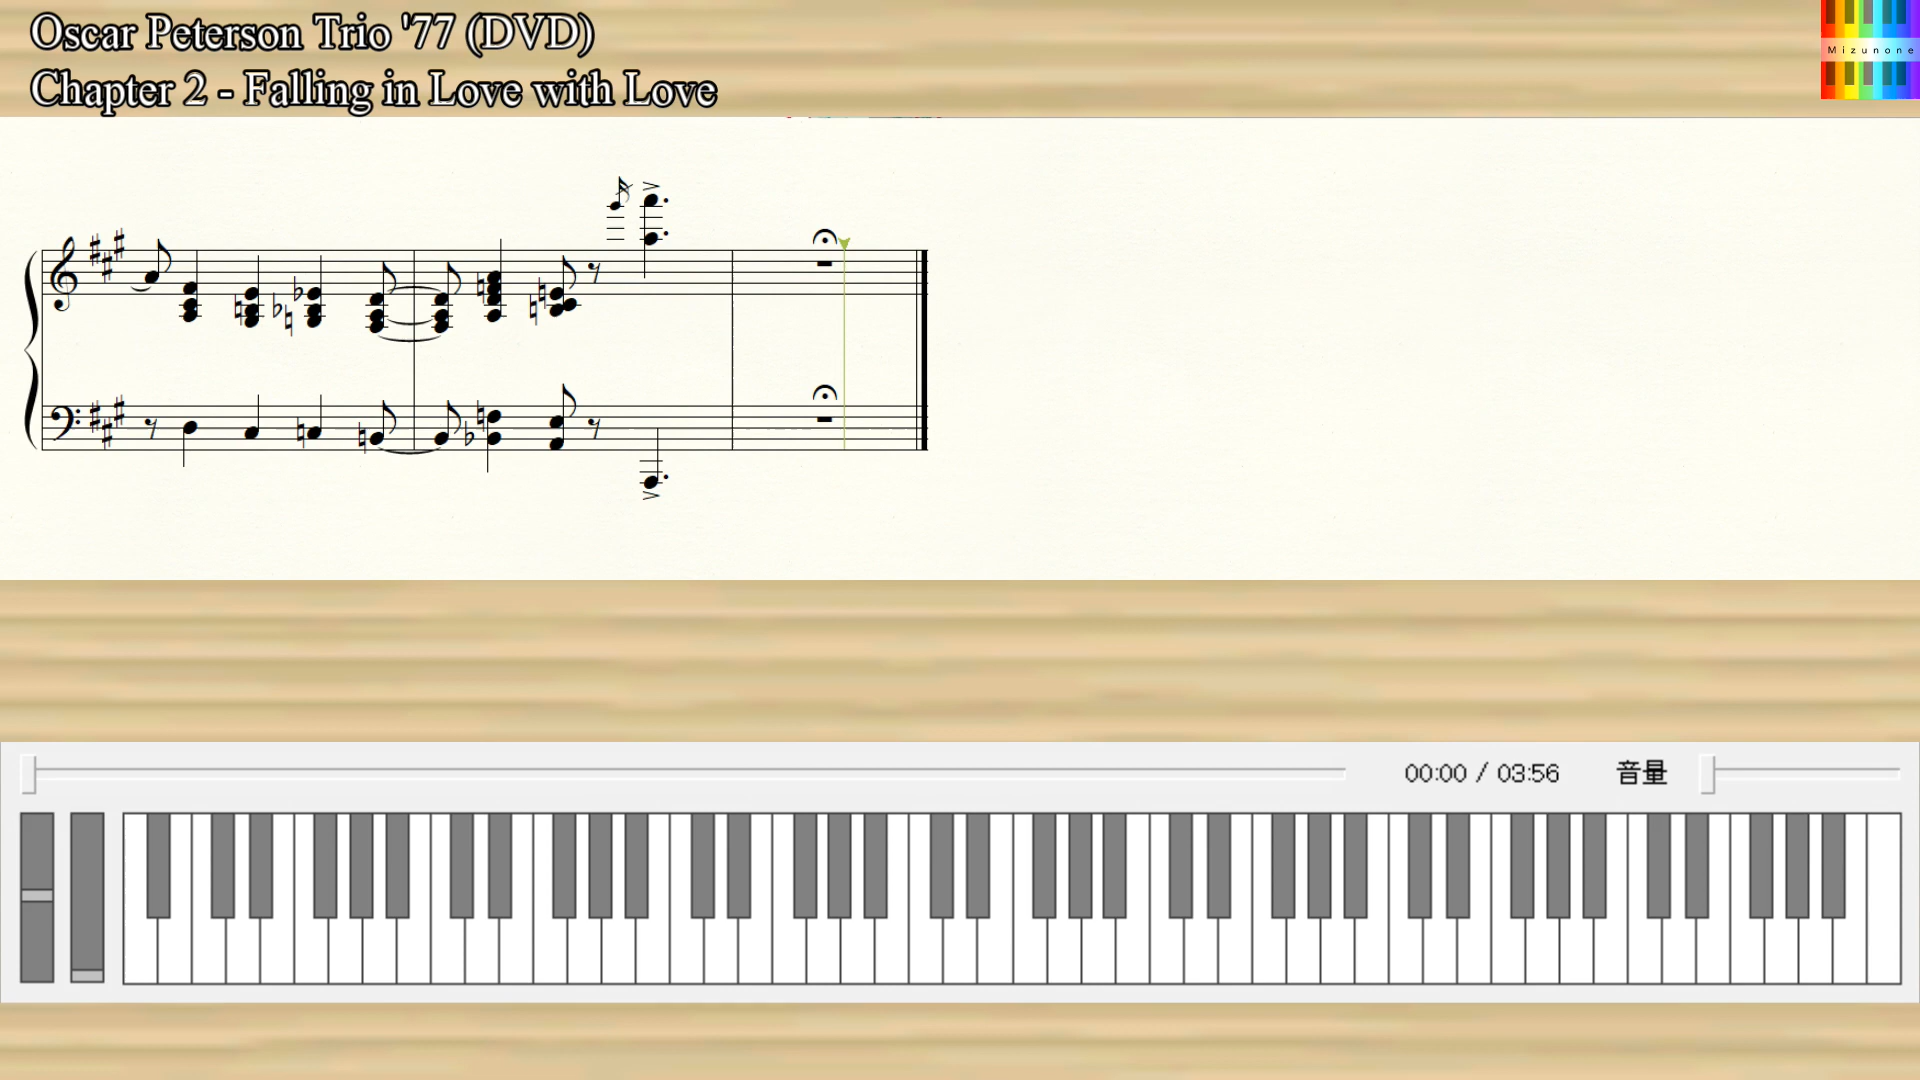 Oscar Peterson Trio '77 (DVD)
Chapter 2 - Falling in Love with Love
Mizunone
00:00 / 03:56
音量